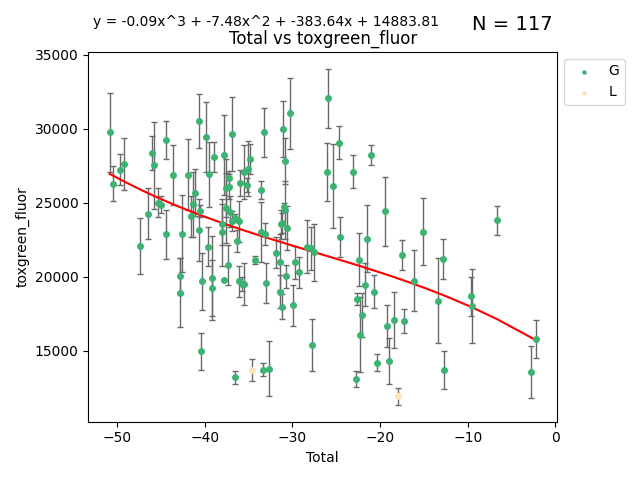 y = -0.09x^3 + -7.48x^2 + -383.64x + 14883.81
N = 117
Total vs toxgreen_fluor
35000
30000
25000
20000
15000
toxgreen_fluor
−50
−40
−30
−20
−10
0
Total
G
L